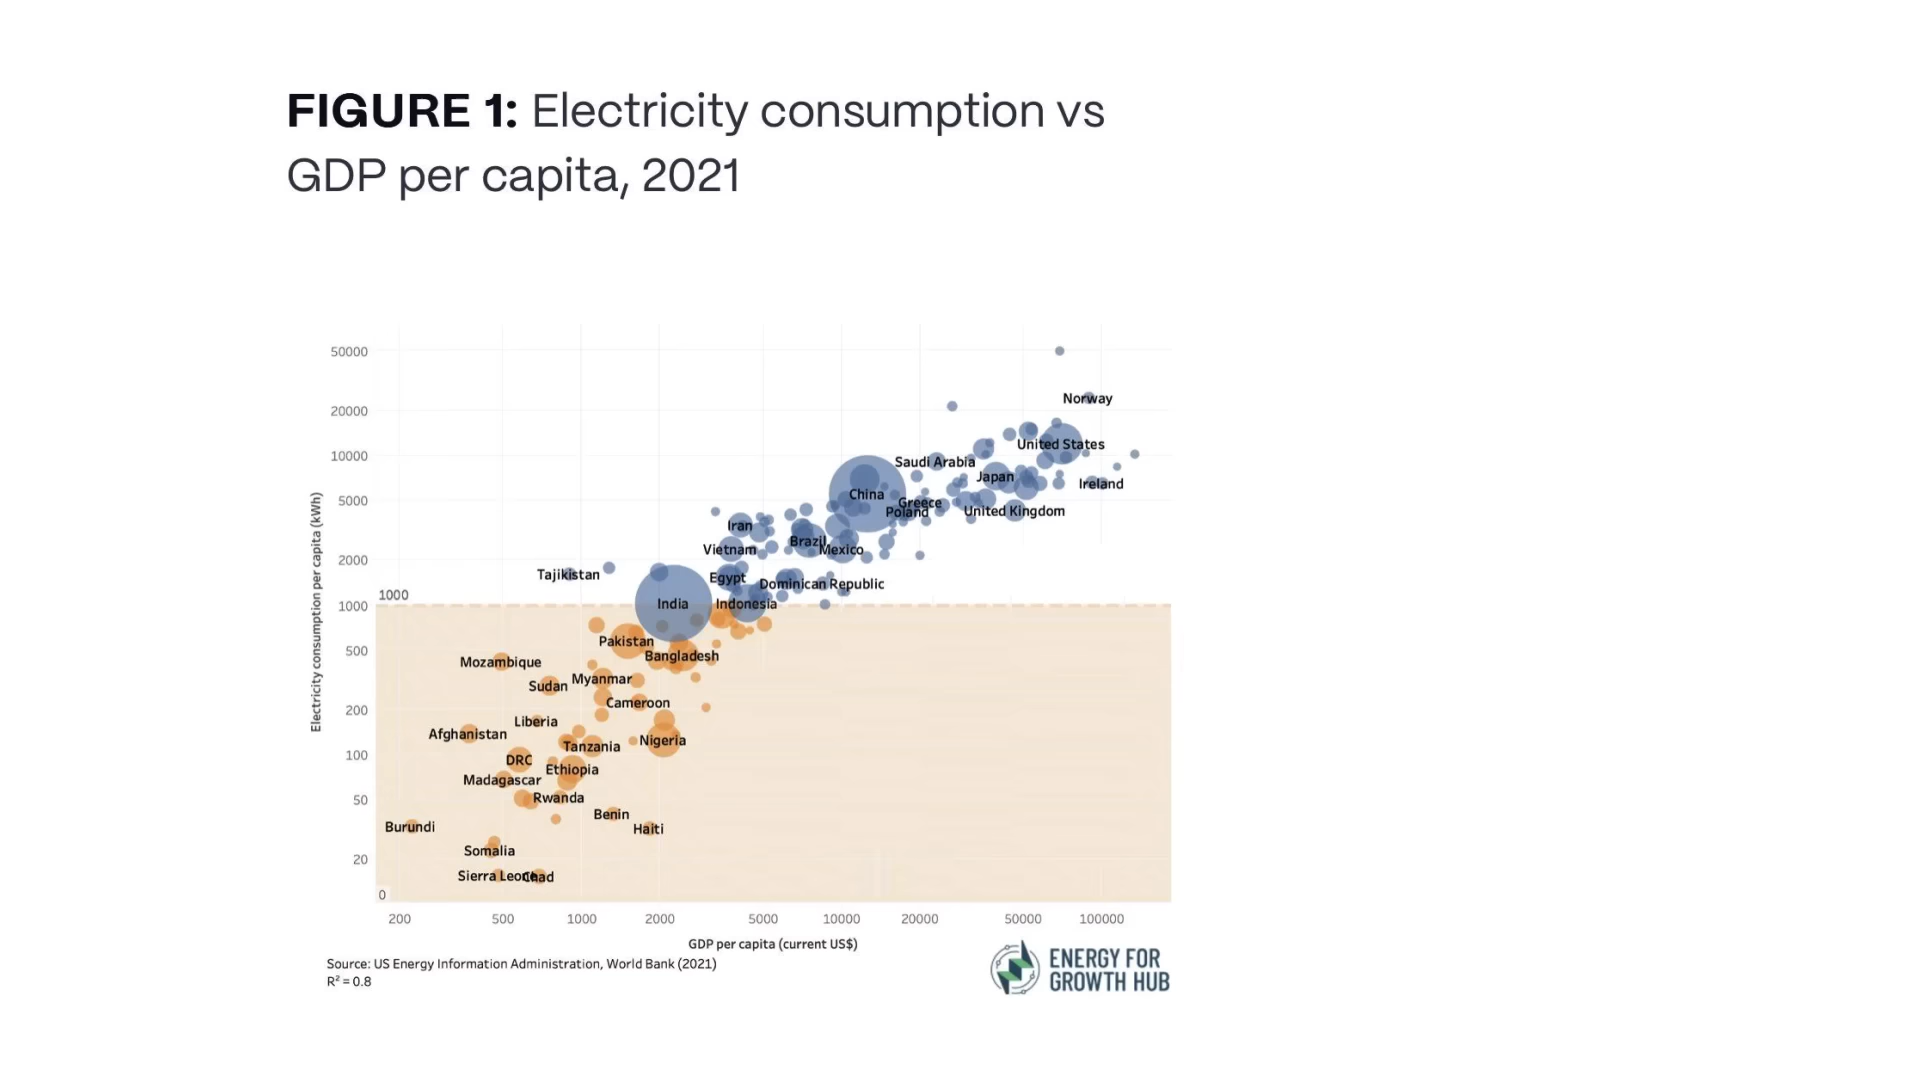 FIGURE 1: Electricity consumption vs
GDP per capita, 2021
Electricity consumption per capita (kWh)
50000
20000
10000
5000
2000
1000
500
200
100
50
20
1000
0
Norway
United States
Saudi Arabia
Japan
Ireland
China
Greece
Poland
United Kingdom
Iran
Brazil
Vietnam
Mexico
Tajikistan
Egypt
Dominican Republic
India
Indonesia
Pakistan
Bangladesh
Mozambique
Myanmar
Sudan
Cameroon
Liberia
Afghanistan
Nigeria
Tanzania
DRC
Ethiopia
Madagascar
Rwanda
Benin
Burundi
Haiti
Somalia
Sierra Leone
Chad
200
500
1000
2000
5000
10000
20000
50000
100000
GDP per capita (current US$)
Source: US Energy Information Administration, World Bank (2021)
R² = 0.8
ENERGY FOR
GROWTH HUB